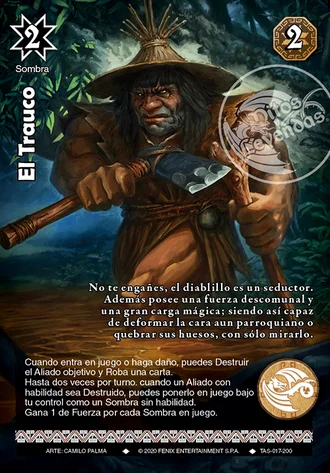 2
2
Sombra
El Trauco
Mitos y
Leyendas
No te engañes, el diablillo es un seductor.
Además posee una fuerza descomunal y
una gran carga mágica; siendo así capaz
de deformar la cara aun parroquiano o
quebrar sus huesos, con sólo mirarlo.
Cuando entra en juego o haga daño, puedes Destruir
el Aliado objetivo y Roba una carta.
Hasta dos veces por turno. cuando un Aliado con
habilidad sea Destruido, puedes ponerlo en juego bajo
tu control como un Sombra sin habilidad.
Gana 1 de Fuerza por cada Sombra en juego.
ARTE: CAMILO PALMA
© 2020 FENIX ENTERTAINMENT S.P.A.
TAS-017-200